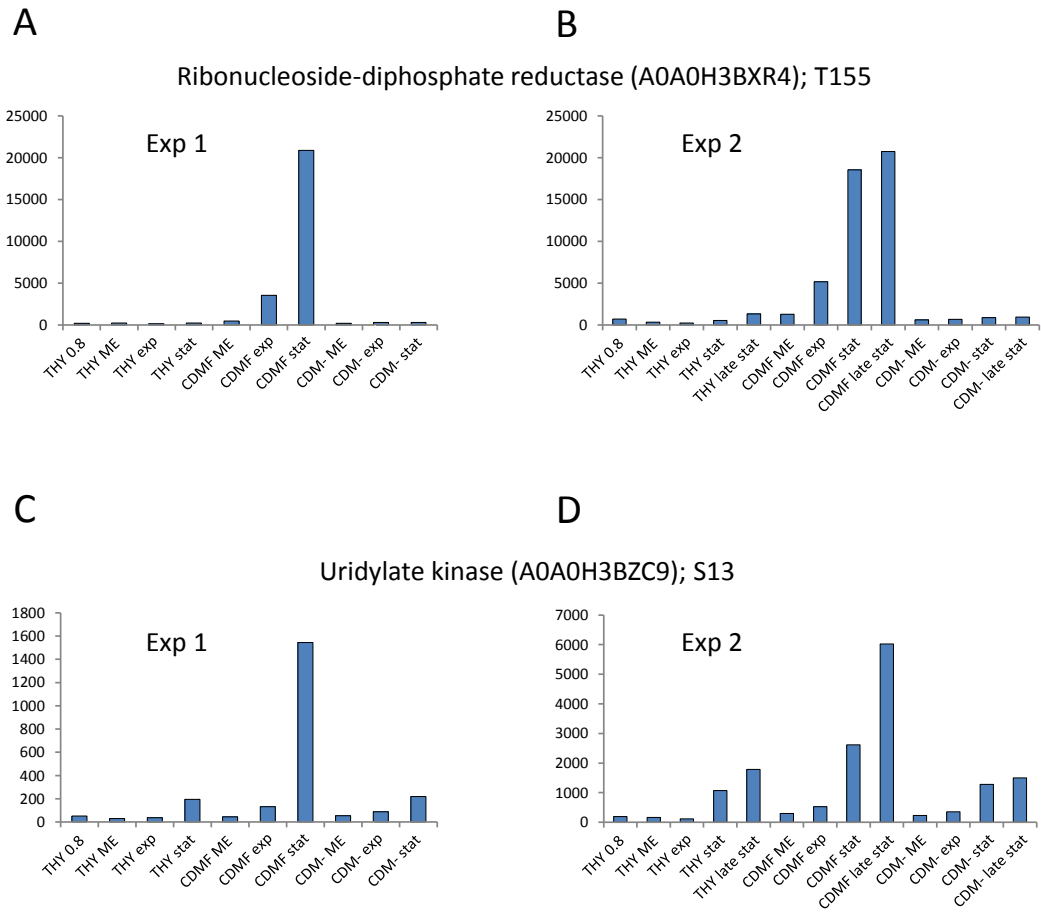 A
B
Ribonucleoside-diphosphate reductase (A0A0H3BXR4); T155
Exp 1
25000
20000
15000
10000
5000
0
THY 0.8
THY ME
THY exp
THY stat
CDMF ME
CDMF exp
CDMF stat
CDM- ME
CDM- exp
CDM- stat
Exp 2
25000
20000
15000
10000
5000
0
THY 0.8
THY ME
THY exp
THY stat
THY late stat
CDMF ME
CDMF exp
CDMF stat
CDMF late stat
CDM- ME
CDM- exp
CDM- stat
CDM- late stat
C
D
Uridylate kinase (A0A0H3BZC9); S13
Exp 1
1800
1600
1400
1200
1000
800
600
400
200
0
THY 0.8
THY ME
THY exp
THY stat
CDMF ME
CDMF exp
CDMF stat
CDM- ME
CDM- exp
CDM- stat
Exp 2
7000
6000
5000
4000
3000
2000
1000
0
THY 0.8
THY ME
THY exp
THY stat
THY late stat
CDMF ME
CDMF exp
CDMF stat
CDMF late stat
CDM- ME
CDM- exp
CDM- stat
CDM- late stat